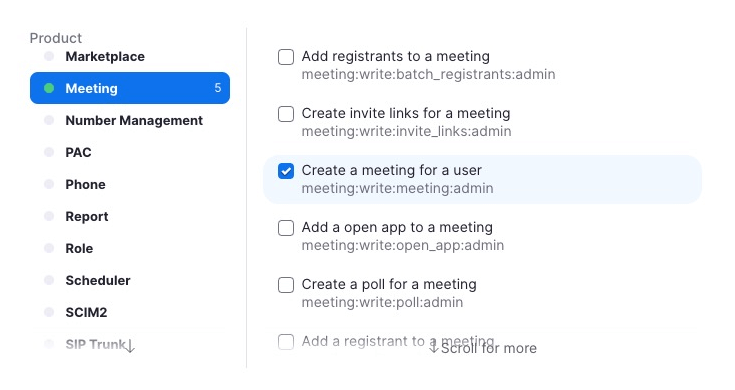 Product
Marketplace
Meeting 5
Number Management
PAC
Phone
Report
Role
Scheduler
SCIM2
SIP Trunk
Add registrants to a meeting
meeting:write:batch_registrants:admin
Create invite links for a meeting
meeting:write:invite_links:admin
Create a meeting for a user
meeting:write:meeting:admin
Add a open app to a meeting
meeting:write:open_app:admin
Create a poll for a meeting
meeting:write:poll:admin
Add a registrant to a meeting
↓Scroll for more